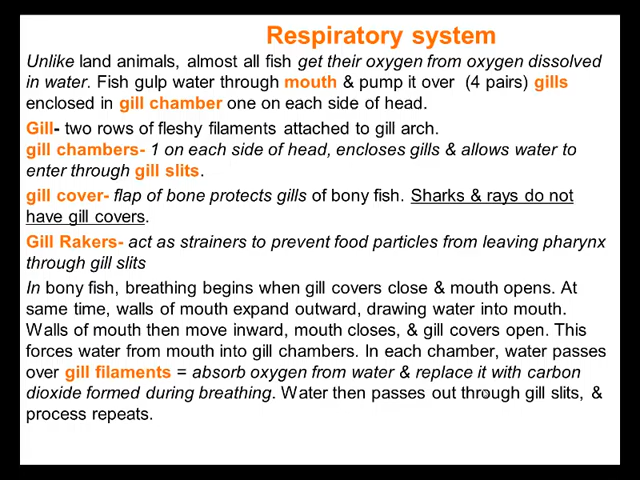 Respiratory system
Unlike land animals, almost all fish get their oxygen from oxygen dissolved
in water. Fish gulp water through mouth & pump it over (4 pairs) gills
enclosed in gill chamber one on each side of head.
Gill- two rows of fleshy filaments attached to gill arch.
gill chambers- 1 on each side of head, encloses gills & allows water to
enter through gill slits.
gill cover- flap of bone protects gills of bony fish. Sharks & rays do not
have gill covers.
Gill Rakers- act as strainers to prevent food particles from leaving pharynx
through gill slits
In bony fish, breathing begins when gill covers close & mouth opens. At
same time, walls of mouth expand outward, drawing water into mouth.
Walls of mouth then move inward, mouth closes, & gill covers open. This
forces water from mouth into gill chambers. In each chamber, water passes
over gill filaments = absorb oxygen from water & replace it with carbon
dioxide formed during breathing. Water then passes out through gill slits, &
process repeats.